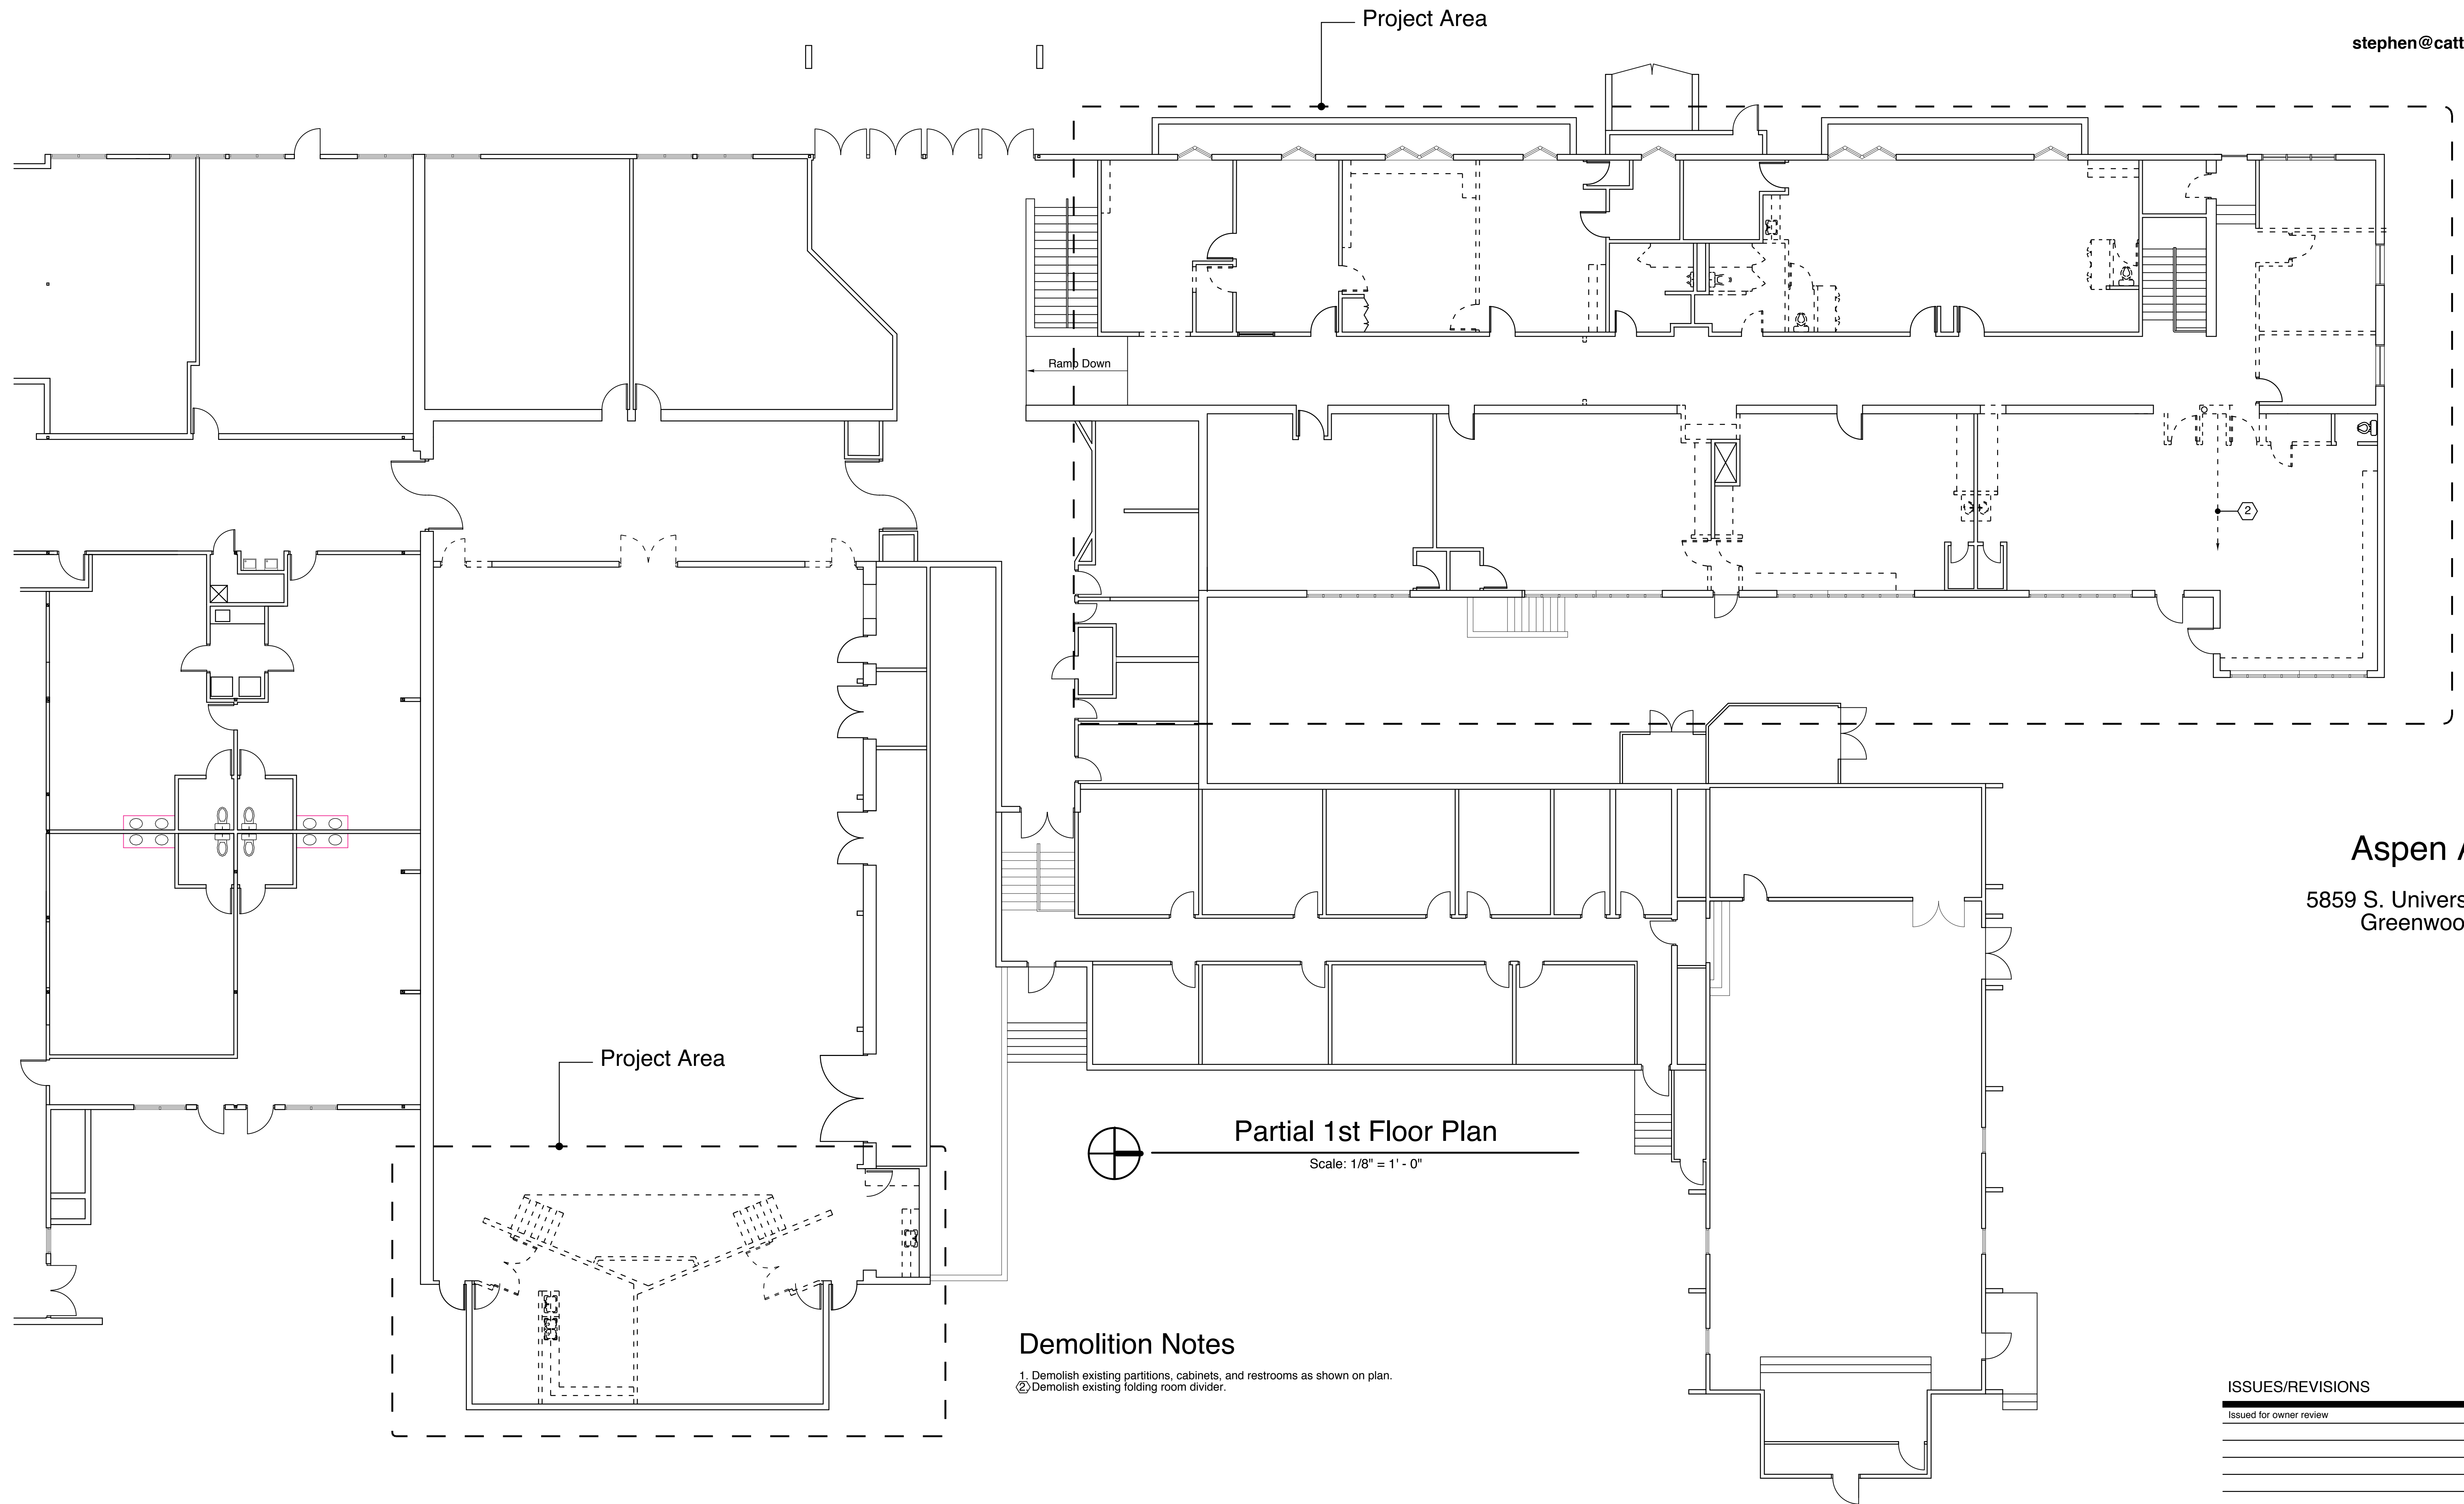 Project Area
stephen@catt
Ramp Down
2
Aspen A
5859 S. Univers
Greenwoo
Project Area
Partial 1st Floor Plan
Scale: 1/8" = 1' - 0"
Demolition Notes
1. Demolish existing partitions, cabinets, and restrooms as shown on plan.
2 Demolish existing folding room divider.
ISSUES/REVISIONS
Issued for owner review